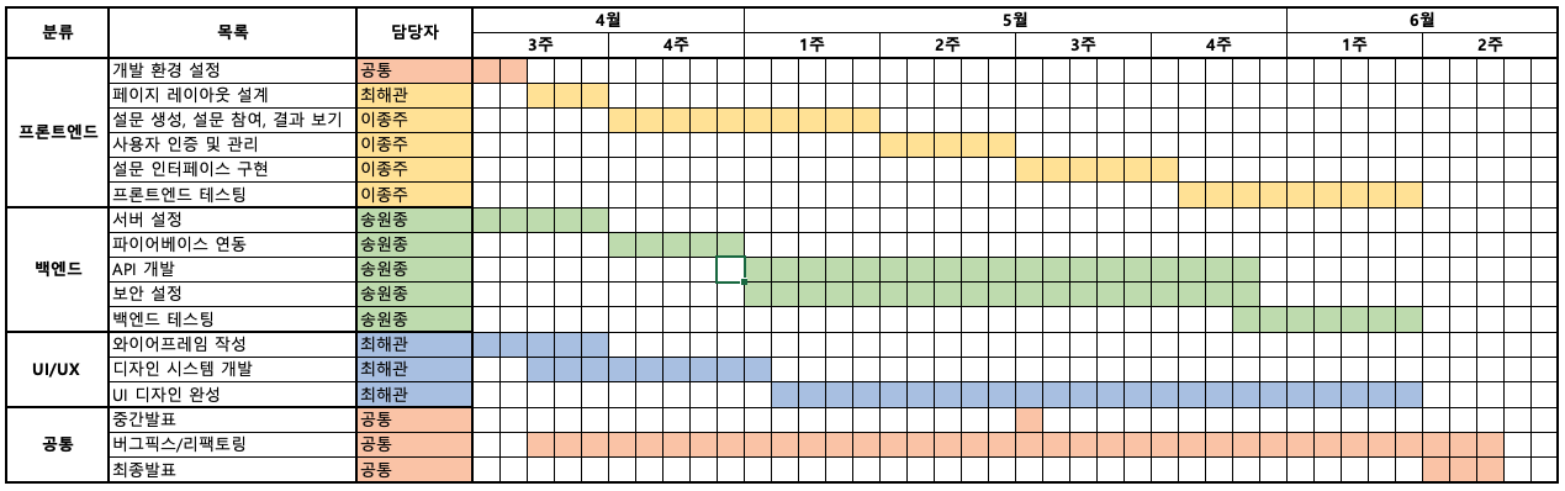 분류 목록 담당자 4월 5월 6월
3주 4주 1주 2주 3주 4주 1주 2주
프론트엔드
개발 환경 설정 공통
페이지 레이아웃 설계 최해관
설문 생성, 설문 참여, 결과 보기 이종주
사용자 인증 및 관리 이종주
설문 인터페이스 구현 이종주
프론트엔드 테스팅 이종주
백엔드
서버 설정 송원종
파이어베이스 연동 송원종
API 개발 송원종
보안 설정 송원종
백엔드 테스팅 송원종
UI/UX
와이어프레임 작성 최해관
디자인 시스템 개발 최해관
UI 디자인 완성 최해관
공통
중간발표 공통
버그픽스/리팩토링 공통
최종발표 공통